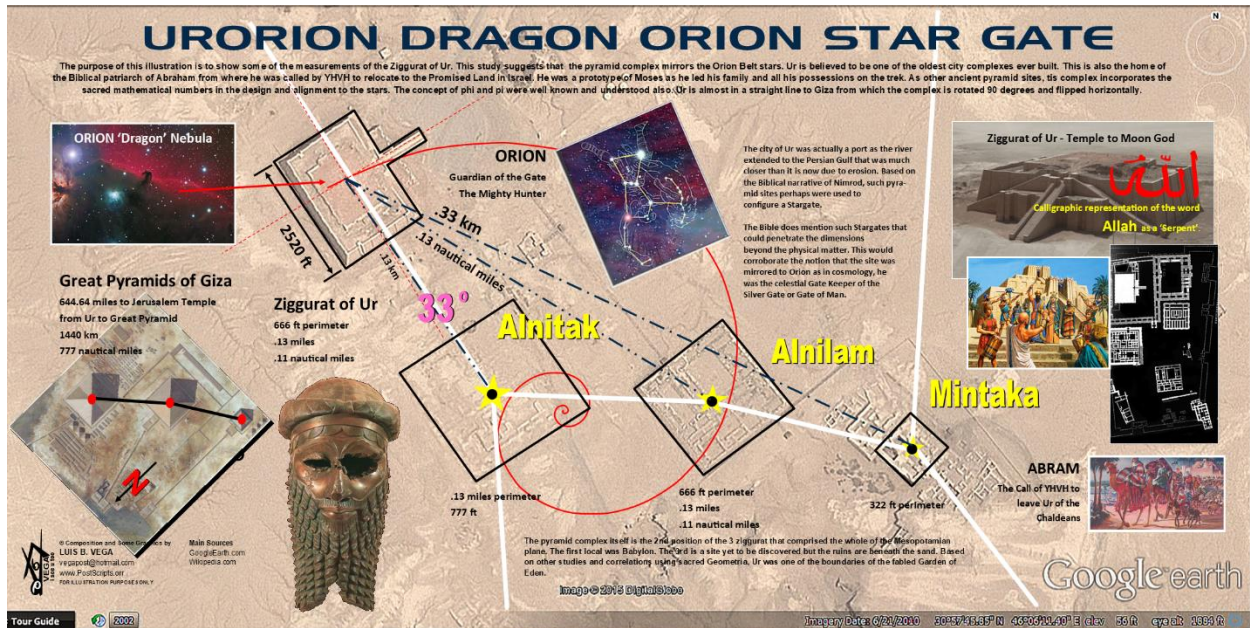 N
URORION DRAGON ORION STAR GATE
The purpose of this illustration is to show some of the measurements of the Ziggurat of Ur. This study suggests that the pyramid complex mirrors the Orion Belt stars. Ur is believed to be one of the oldest city complexes ever built. This is also the home of
the Biblical patriarch of Abraham from where he was called by YHVH to relocate to the Promised Land in Israel. He was a prototype of Moses as he led his family and all his possessions on the trek. As other ancient pyramid sites, tis complex incorporates the
sacred mathematical numbers in the design and alignment to the stars. The concept of phi and pi were well known and understood also. Ur is almost in a straight line to Giza from which the complex is rotated 90 degrees and flipped horizontally.
ORION 'Dragon' Nebula
2520 ft
ORION
Guardian of the Gate
The Mighty Hunter
.33 km
.13 nautical miles
.13 km
33°
The city of Ur was actually a port as the river
extended to the Persian Gulf that was much
closer than it is now due to erosion. Based on
the Biblical narrative of Nimrod, such pyra-
mid sites perhaps were used to
configure a Stargate.
The Bible does mention such Stargates that
could penetrate the dimensions
beyond the physical matter. This would
corroborate the notion that the site was
mirrored to Orion as in cosmology, he
was the celestial Gate Keeper of the
Silver Gate or Gate of Man.
Ziggurat of Ur - Temple to Moon God
الله
Calligraphic representation of the word
Allah as a 'Serpent'
Great Pyramids of Giza
644.64 miles to Jerusalem Temple
from Ur to Great Pyramid
1440 km
777 nautical miles
N
Ziggurat of Ur
666 ft perimeter
.13 miles
.11 nautical miles
Alnitak
Alnilam
Mintaka
.13 miles perimeter
777 ft
666 ft perimeter
.13 miles
.11 nautical miles
322 ft perimeter
ABRAM
The Call of YHVH to
leave Ur of the
Chaldeans
The pyramid complex itself is the 2nd position of the 3 ziggurat that comprised the whole of the Mesopotamian
plane. The first local was Babylon. The 3rd is a site yet to be discovered but the ruins are beneath the sand. Based
on other studies and correlations using sacred Geometria, Ur was one of the boundaries of the fabled Garden of
Eden.
VEGA
© Composition and Some Graphics by
LUIS B. VEGA
vegapost@hotmail.com
www.PostScripts.org
FOR ILLUSTRATION PURPOSES ONLY
Main Sources
GoogleEarth.com
Wikipedia.com
Image © 2015 DigitalGlobe
Google earth
Tour Guide
2002
Imagery Date: 6/21/2010 30°57'45.85" N 46°06'11.40" E elev 56 ft eye alt 1894 ft